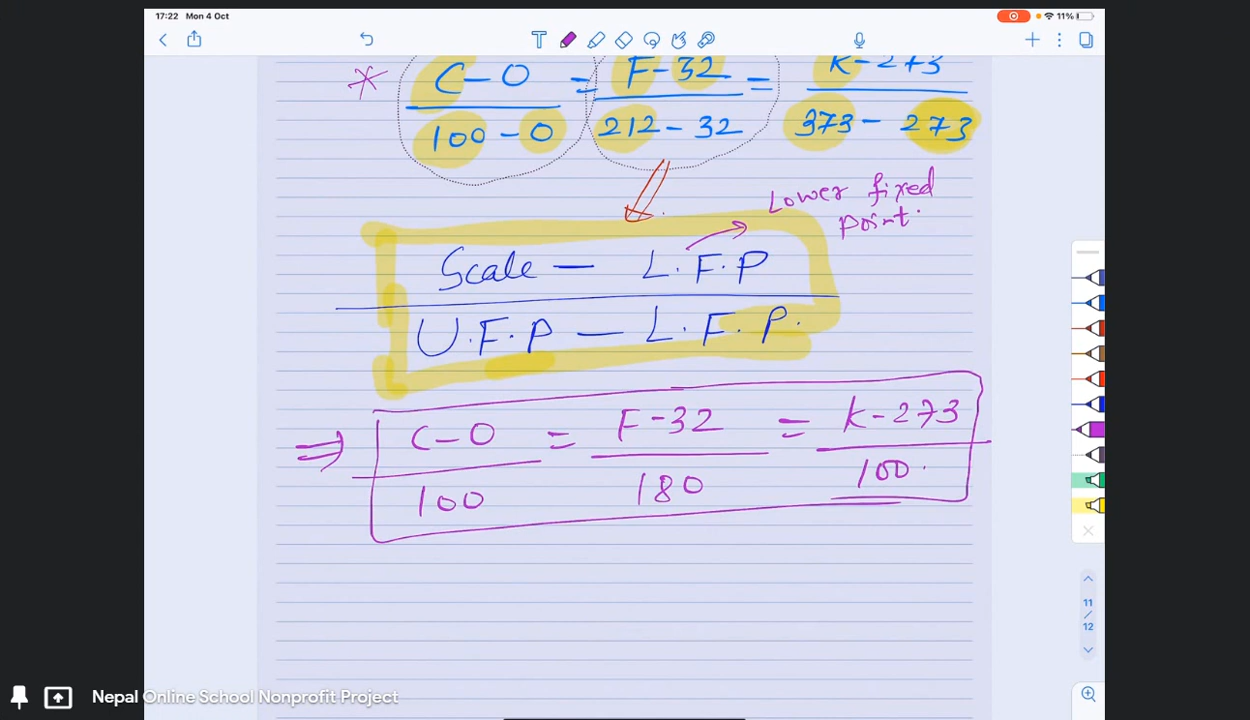 17:22 Mon 4 Oct
11%
* C-0 / 100-0 = F-32 / 212-32 = K-273 / 373-273
Lower fixed
point.
Scale — L.F.P
U.F.P — L.F.P.
⇒ C-0 / 100 = F-32 / 180 = K-273 / 100
11
/
12
Nepal Online School Nonprofit Project